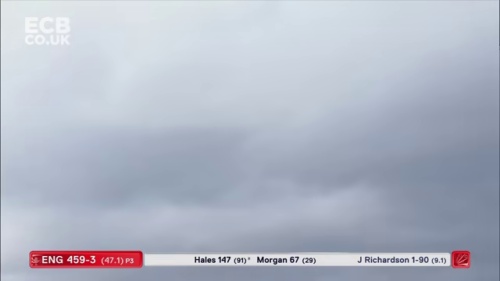 ECB
CO.UK
ENG 459-3 (47.1) P3 Hales 147 (91)* Morgan 67 (29) J Richardson 1-90 (9.1)